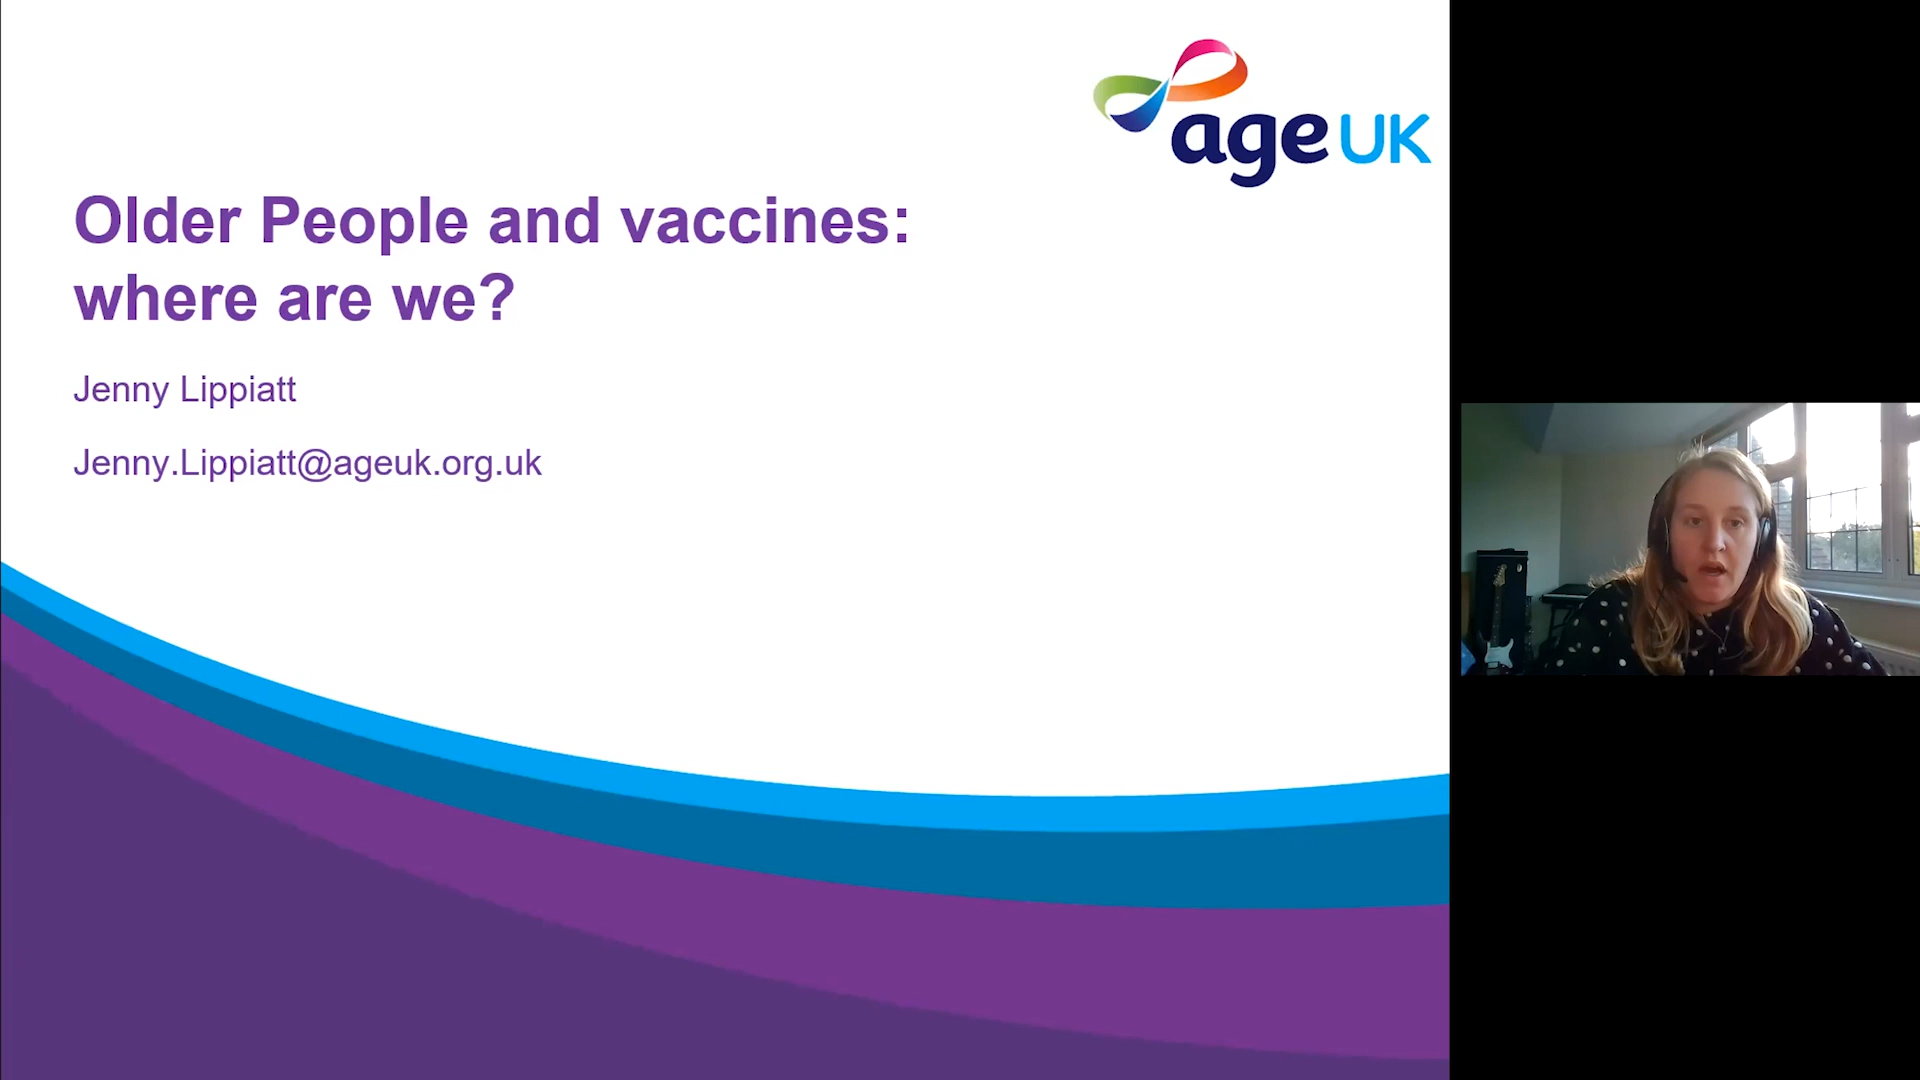 age UK
Older People and vaccines:
where are we?
Jenny Lippiatt
Jenny.Lippiatt@ageuk.org.uk